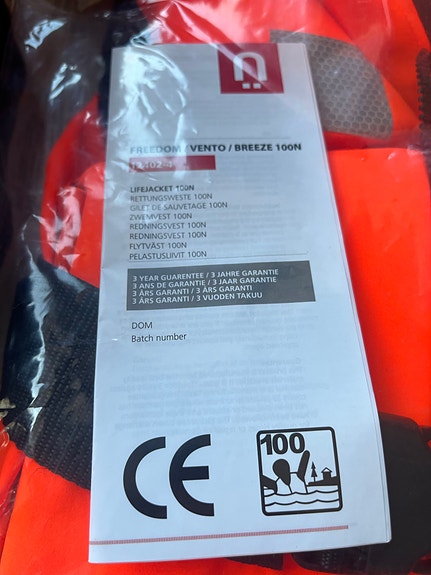 n
FREEDOM / VENTO / BREEZE 100N
LIFEJACKET 100N
RETTUNGSWESTE 100N
GILET DE SAUVETAGE 100N
ZWEMVEST 100N
REDNINGSVEST 100N
REDNINGSVEST 100N
FLYTVÄST 100N
PELASTUSLIIVIT 100N
3 YEAR GUARENTEE / 3 JAHRE GARANTIE
3 ANS DE GARANTIE / 3 JAAR GARANTIE
3 ÅRS GARANTI / 3 ÅRS GARANTI
3 ÅRS GARANTI / 3 VUODEN TAKUU
DOM
Batch number
CE
100